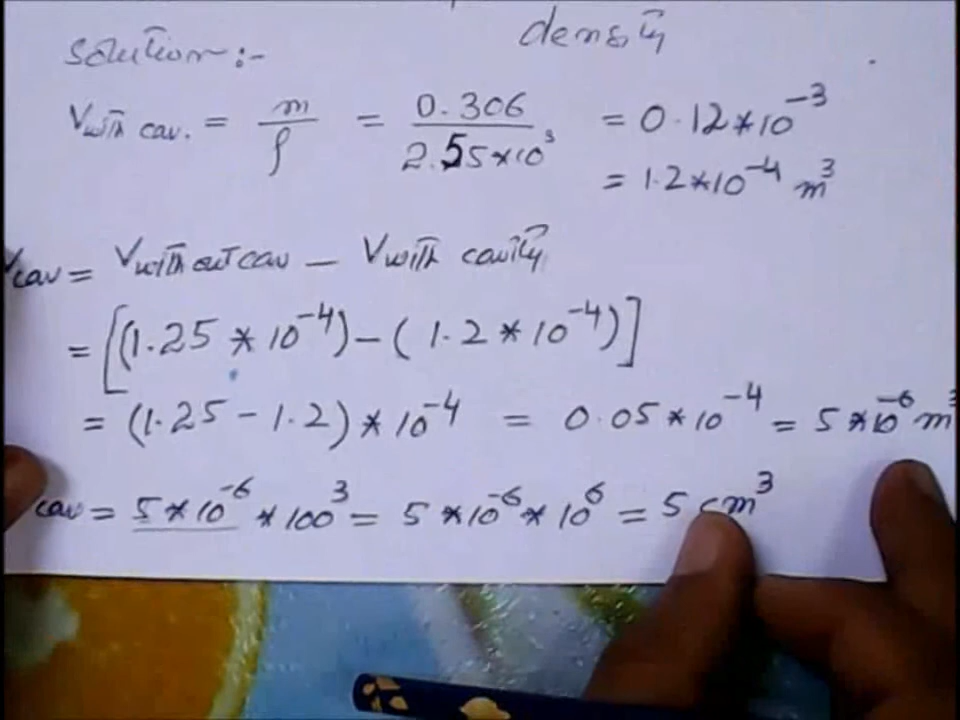 density
Solution:-
V with cav. = m/ρ = 0.306/2.55*10³ = 0.12*10⁻³
= 1.2*10⁻⁴ m³
Vcav = Vwithout cav – Vwith cavity
= [(1.25*10⁻⁴) – (1.2*10⁻⁴)]
= (1.25 - 1.2)*10⁻⁴ = 0.05*10⁻⁴ = 5*10⁻⁶ m³
cav = 5*10⁻⁶ *100³ = 5*10⁻⁶*10⁶ = 5 cm³